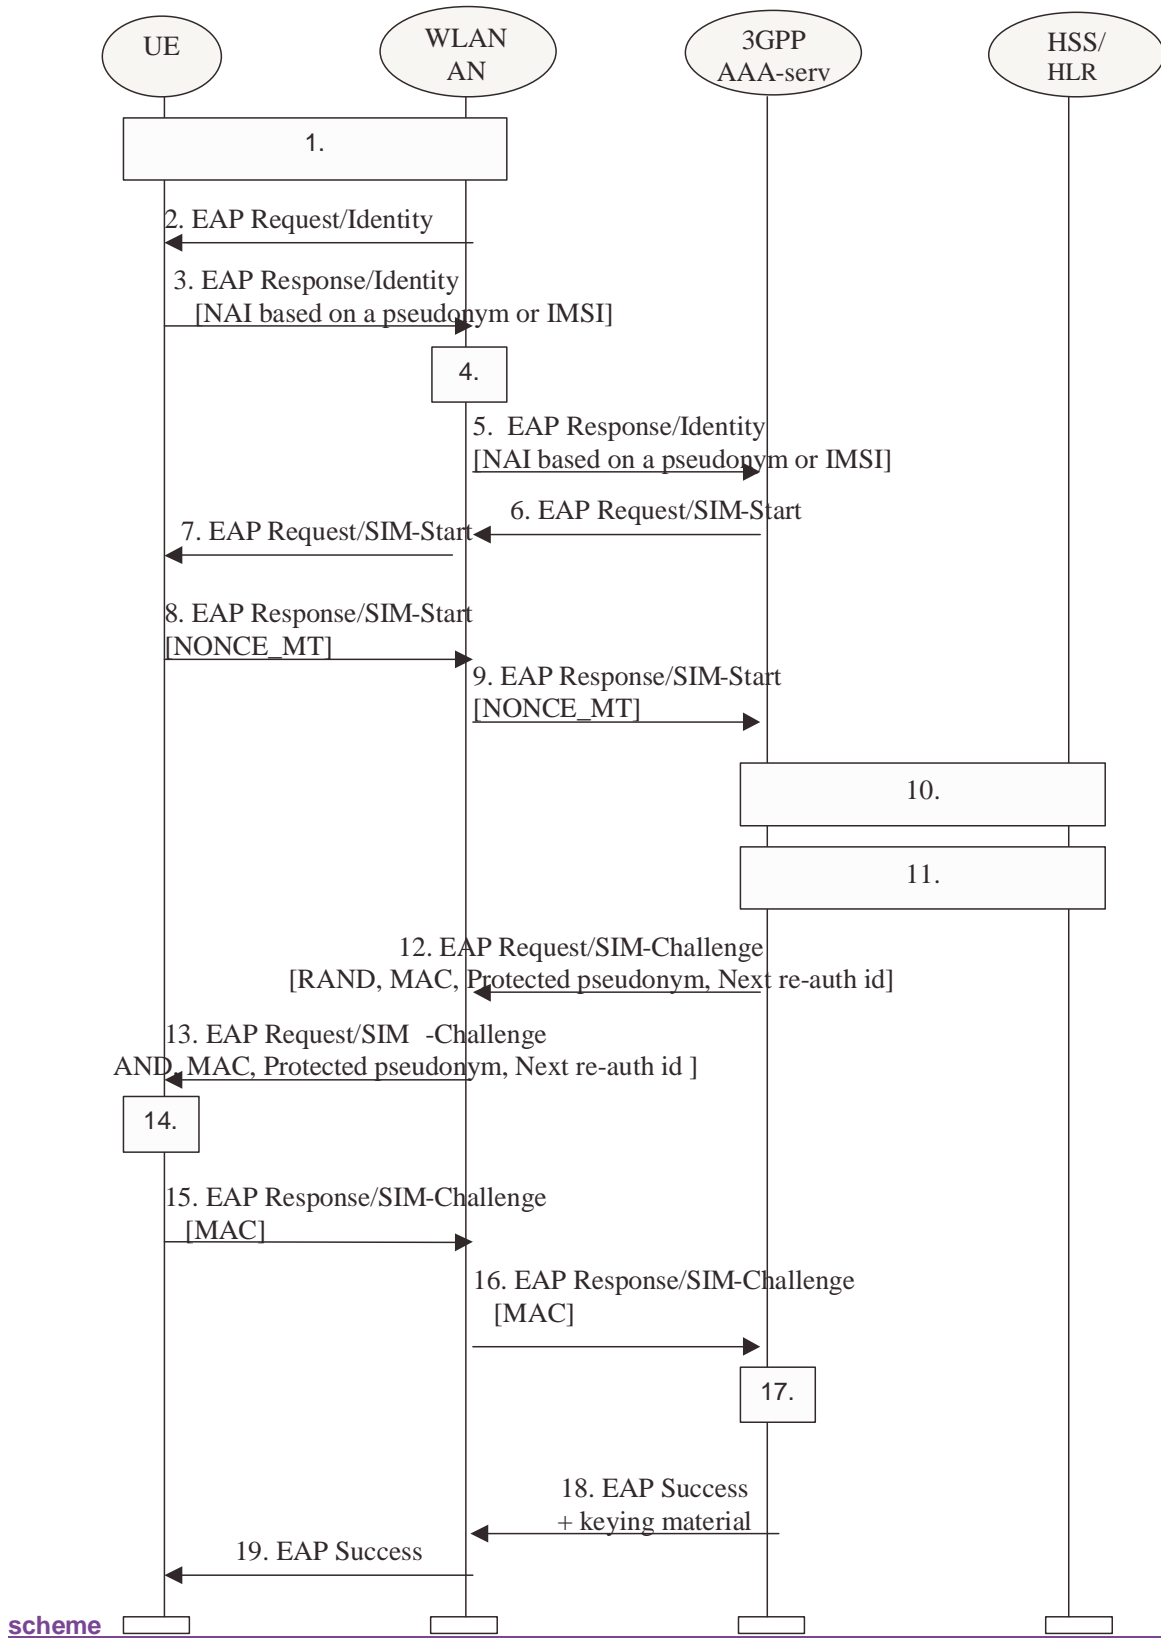 UE
WLAN
AN
3GPP
AAA-serv
HSS/
HLR
1.
2. EAP Request/Identity
3. EAP Response/Identity
[NAI based on a pseudonym or IMSI]
4.
5. EAP Response/Identity
[NAI based on a pseudonym or IMSI]
6. EAP Request/SIM-Start
7. EAP Request/SIM-Start
8. EAP Response/SIM-Start
[NONCE_MT]
9. EAP Response/SIM-Start
[NONCE_MT]
10.
11.
12. EAP Request/SIM-Challenge
[RAND, MAC, Protected pseudonym, Next re-auth id]
13. EAP Request/SIM -Challenge
AND, MAC, Protected pseudonym, Next re-auth id ]
14.
15. EAP Response/SIM-Challenge
[MAC]
16. EAP Response/SIM-Challenge
[MAC]
17.
18. EAP Success
+ keying material
19. EAP Success
scheme